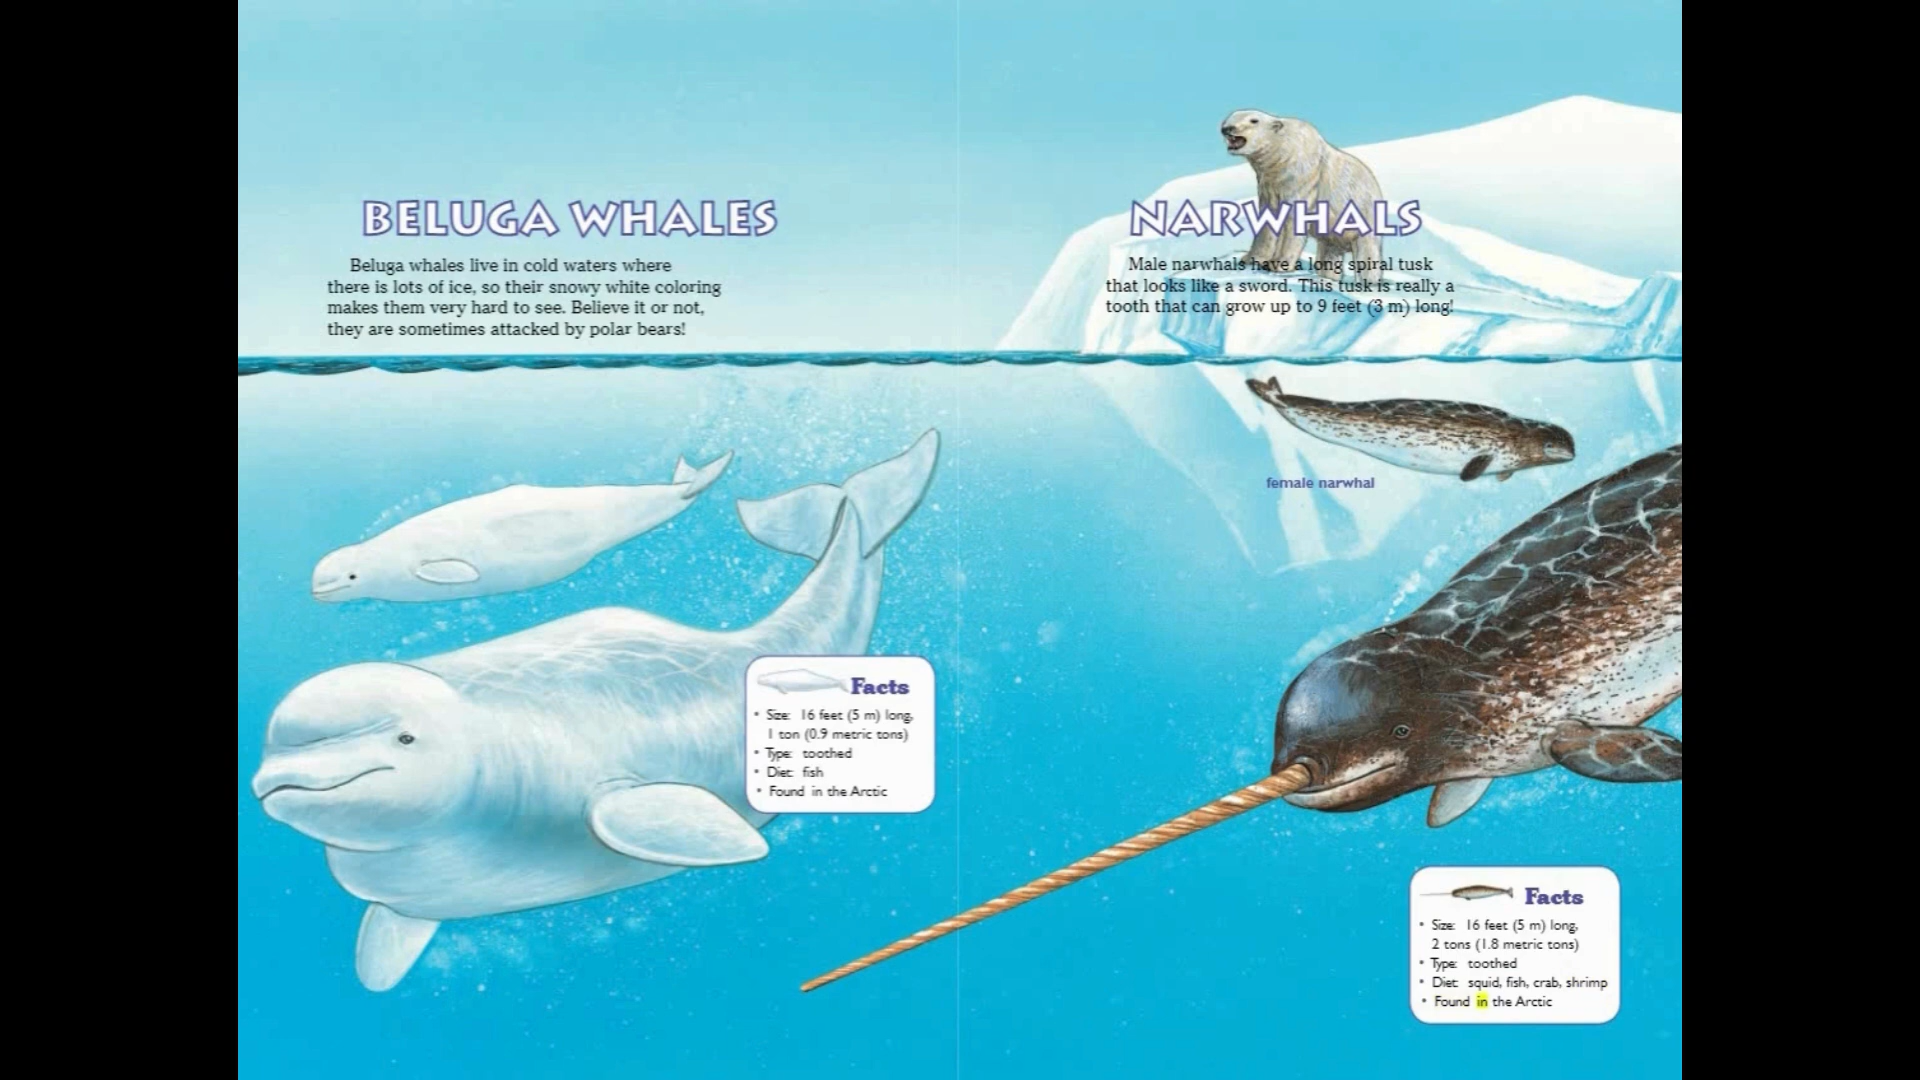 BELUGA WHALES
Beluga whales live in cold waters where
there is lots of ice, so their snowy white coloring
makes them very hard to see. Believe it or not,
they are sometimes attacked by polar bears!
Facts
• Size: 16 feet (5 m) long,
1 ton (0.9 metric tons)
• Type: toothed
• Diet: fish
• Found in the Arctic
NARWHALS
Male narwhals have a long spiral tusk
that looks like a sword. This tusk is really a
tooth that can grow up to 9 feet (3 m) long!
female narwhal
Facts
• Size: 16 feet (5 m) long,
2 tons (1.8 metric tons)
• Type: toothed
• Diet: squid, fish, crab, shrimp
• Found in the Arctic